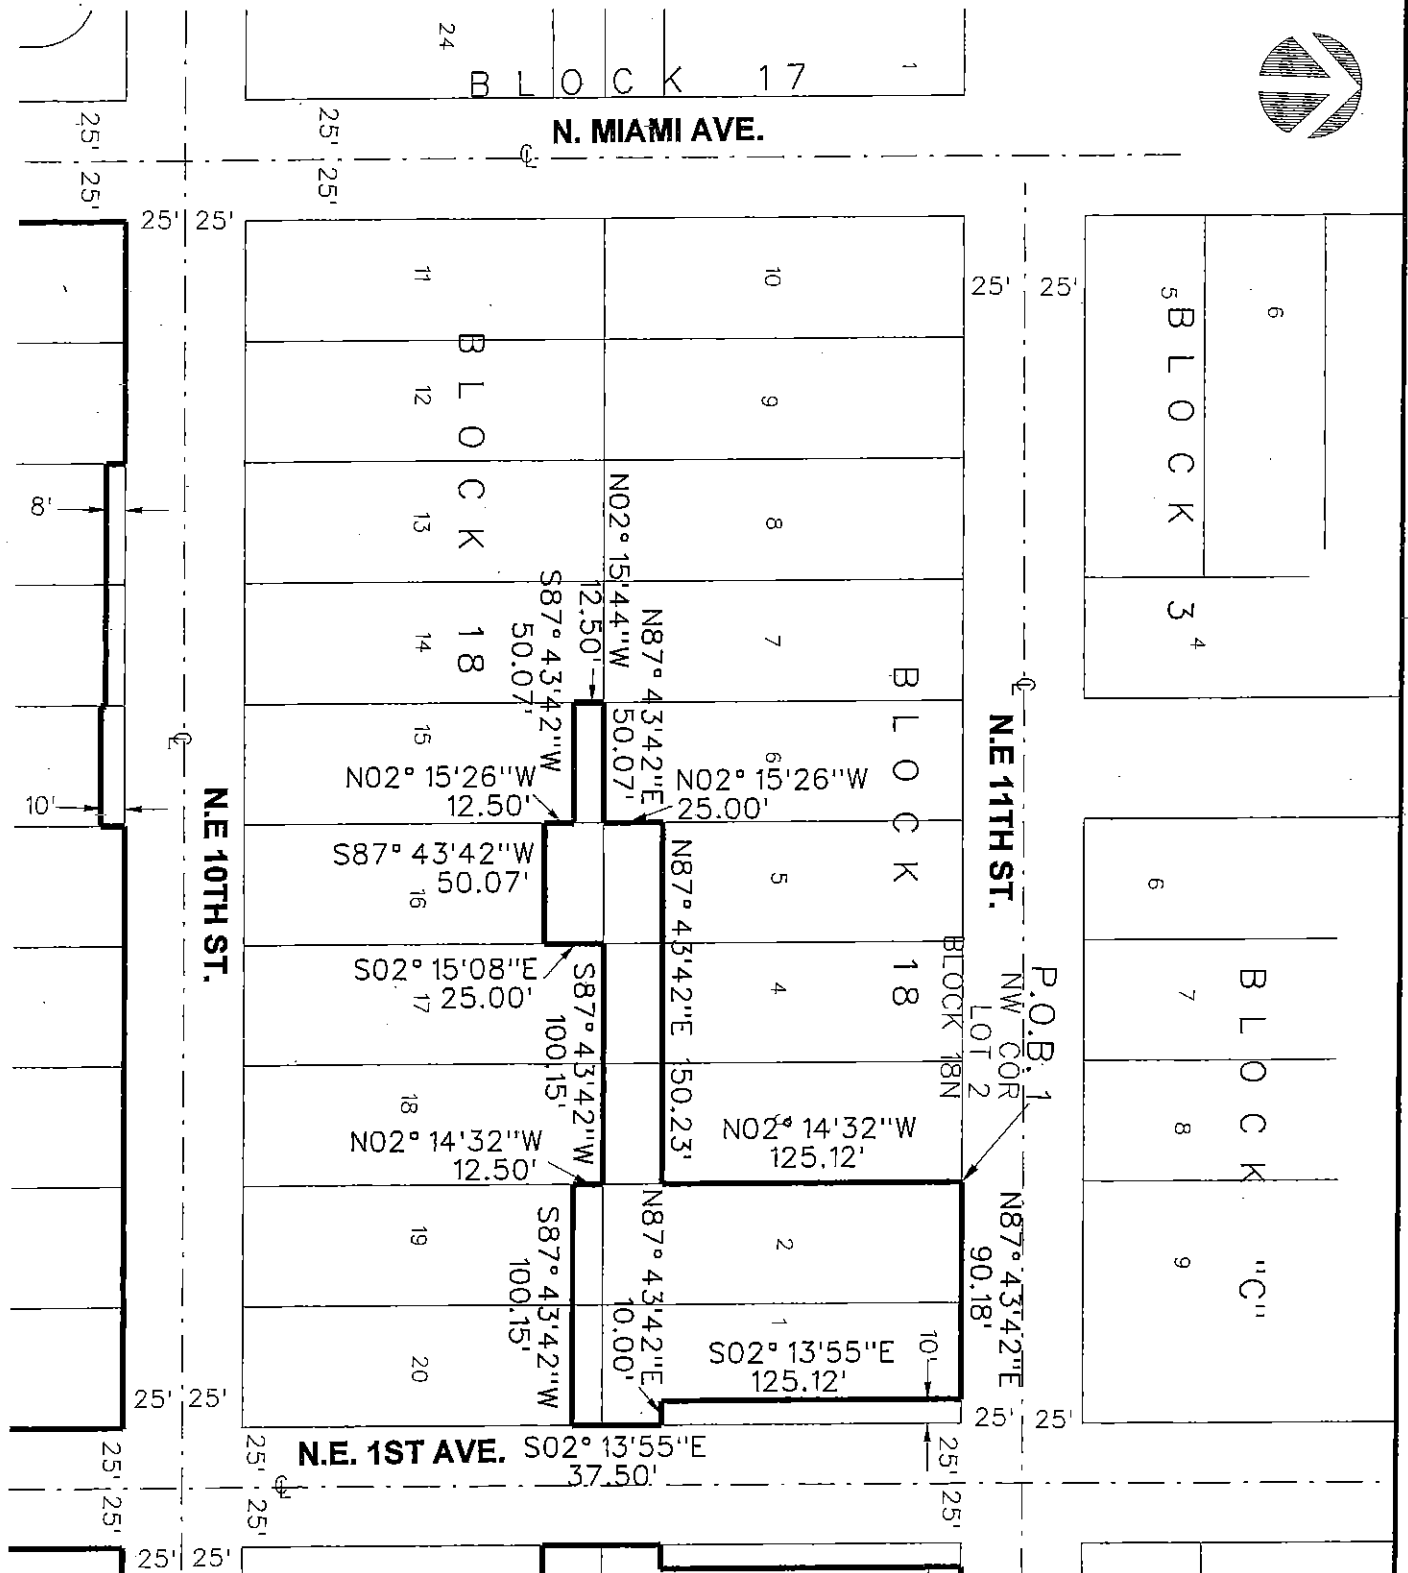 24
1
B L O C K 17
25'
25'
N. MIAMI AVE.
25'
25'
25' 25'
11
10
25' 25'
5
6
B L O C K 3
4
12
9
13
8
14
7
B L O C K 18
8'
N02° 15'44"W
12.50'
S87° 43'42"W
50.07'
N87° 43'42"E
50.07'
B L O C K 18
15
6
N02° 15'26"W
12.50'
N02° 15'26"W
25.00'
10'
N.E 10TH ST.
N.E 11TH ST.
S87° 43'42"W
50.07'
16
5
6
N87° 43'42"E 150.23'
S02° 15'08"E
25.00'
17
4
S87° 43'42"W
100.15'
P.O.B. 1
NW COR
LOT 2
BLOCK 18N
7
B L O C K "C"
18
3
8
N02° 14'32"W
12.50'
N02° 14'32"W
125.12'
19
2
9
S87° 43'42"W
100.15'
N87° 43'42"E
10.00'
N87° 43'42"E
90.18'
20
1
S02° 13'55"E
125.12'
10'
25' 25'
25' 25'
N.E. 1ST AVE.
S02° 13'55"E
37.50'
25'
25'
25'
25'
25'
25'
25' 25'